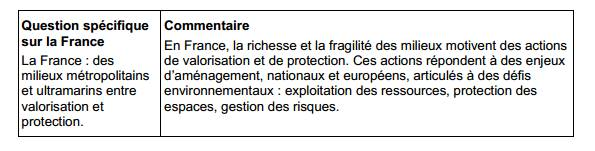 Question spécifique
sur la France
La France : des
milieux métropolitains
et ultramarins entre
valorisation et
protection.
Commentaire
En France, la richesse et la fragilité des milieux motivent des actions
de valorisation et de protection. Ces actions répondent à des enjeux
d'aménagement, nationaux et européens, articulés à des défis
environnementaux : exploitation des ressources, protection des
espaces, gestion des risques.